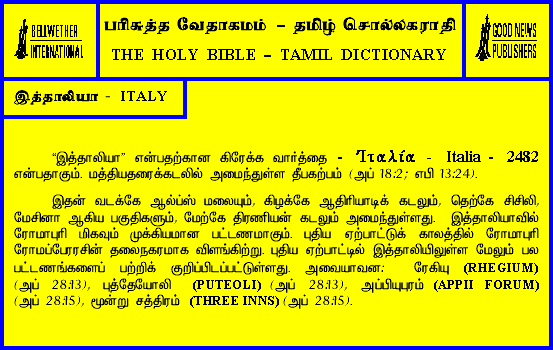 BELLWETHER
INTERNATIONAL
பரிசுத்த வேதாகமம் – தமிழ் சொல்லகராதி
THE HOLY BIBLE – TAMIL DICTIONARY
GOOD NEWS
PUBLISHERS
இத்தாலியா - ITALY
“இத்தாலியா” என்பதற்கான கிரேக்க வார்த்தை - Ἰταλία - Italia - 2482
என்பதாகும். மத்தியதரைக்கடலில் அமைந்துள்ள தீபகற்பம் (அப் 18:2; எபி 13:24).
இதன் வடக்கே ஆல்ப்ஸ் மலையும், கிழக்கே ஆதிரியாடிக் கடலும், தெற்கே சிசிலி,
மேசினா ஆகிய பகுதிகளும், மேற்கே திரணியன் கடலும் அமைந்துள்ளது. இத்தாலியாவில்
ரோமாபுரி மிகவும் முக்கியமான பட்டணமாகும். புதிய ஏற்பாட்டுக் காலத்தில் ரோமாபுரி
ரோமப்பேரரசின் தலைநகரமாக விளங்கிற்று. புதிய ஏற்பாட்டில் இத்தாலியிலுள்ள மேலும் பல
பட்டணங்களைப் பற்றிக் குறிப்பிடப்பட்டுள்ளது. அவையாவன: ரேகியு (RHEGIUM)
(அப் 28:13), புத்தேயோலி (PUTEOLI) (அப் 28:13), அப்பியுபுரம் (APPII FORUM)
(அப் 28:15), மூன்று சத்திரம் (THREE INNS) (அப் 28:15).